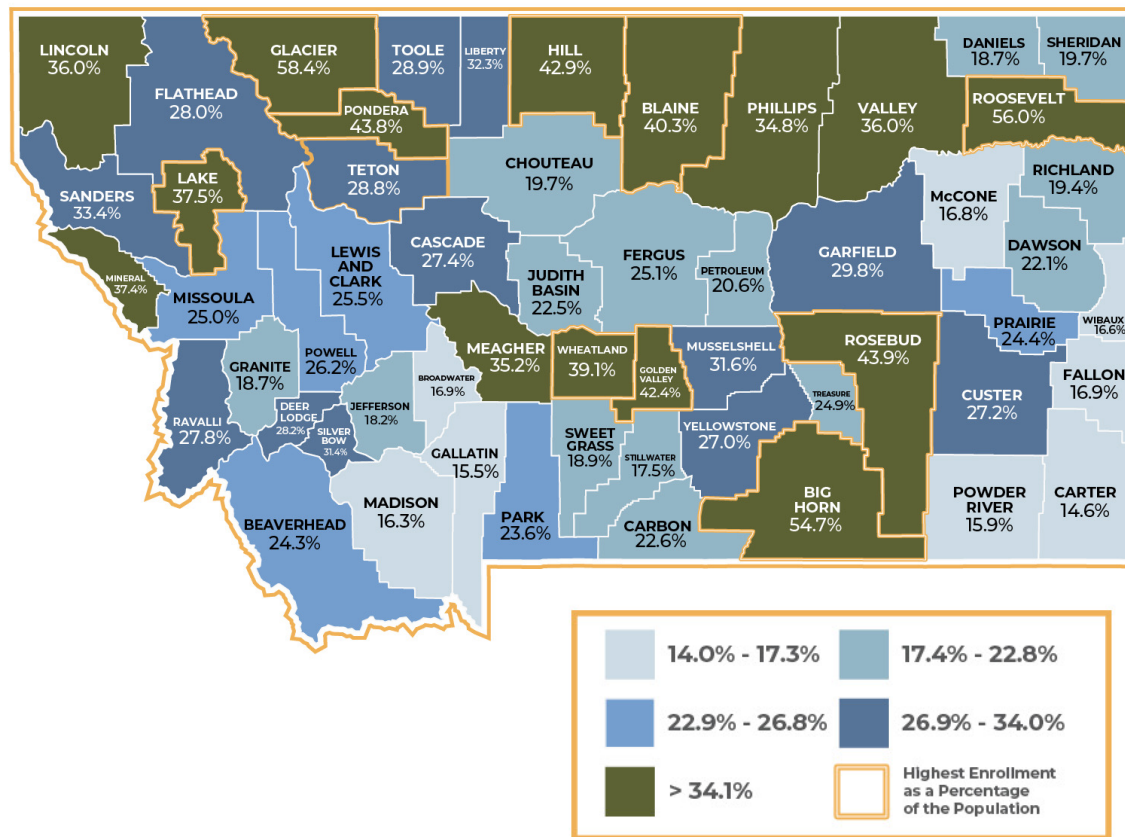 LINCOLN
36.0%
FLATHEAD
28.0%
GLACIER
58.4%
TOOLE
28.9%
LIBERTY
32.3%
HILL
42.9%
BLAINE
40.3%
PHILLIPS
34.8%
VALLEY
36.0%
DANIELS
18.7%
SHERIDAN
19.7%
ROOSEVELT
56.0%
PONDERA
43.8%
TETON
28.8%
CHOUTEAU
19.7%
SANDERS
33.4%
LAKE
37.5%
RICHLAND
19.4%
McCONE
16.8%
MINERAL
37.4%
MISSOULA
25.0%
LEWIS
AND
CLARK
25.5%
CASCADE
27.4%
JUDITH
BASIN
22.5%
FERGUS
25.1%
PETROLEUM
20.6%
GARFIELD
29.8%
DAWSON
22.1%
WIBAUX
16.6%
PRAIRIE
24.4%
POWELL
26.2%
GRANITE
18.7%
MEAGHER
35.2%
WHEATLAND
39.1%
GOLDEN
VALLEY
42.4%
MUSSELSHELL
31.6%
ROSEBUD
43.9%
FALLON
16.9%
BROADWATER
16.9%
JEFFERSON
18.2%
DEER
LODGE
28.2%
SILVER
BOW
31.4%
RAVALLI
27.8%
TREASURE
24.9%
CUSTER
27.2%
YELLOWSTONE
27.0%
SWEET
GRASS
18.9%
STILLWATER
17.5%
GALLATIN
15.5%
MADISON
16.3%
BEAVERHEAD
24.3%
PARK
23.6%
CARBON
22.6%
BIG
HORN
54.7%
POWDER
RIVER
15.9%
CARTER
14.6%
14.0% - 17.3%
17.4% - 22.8%
22.9% - 26.8%
26.9% - 34.0%
> 34.1%
Highest Enrollment
as a Percentage
of the Population